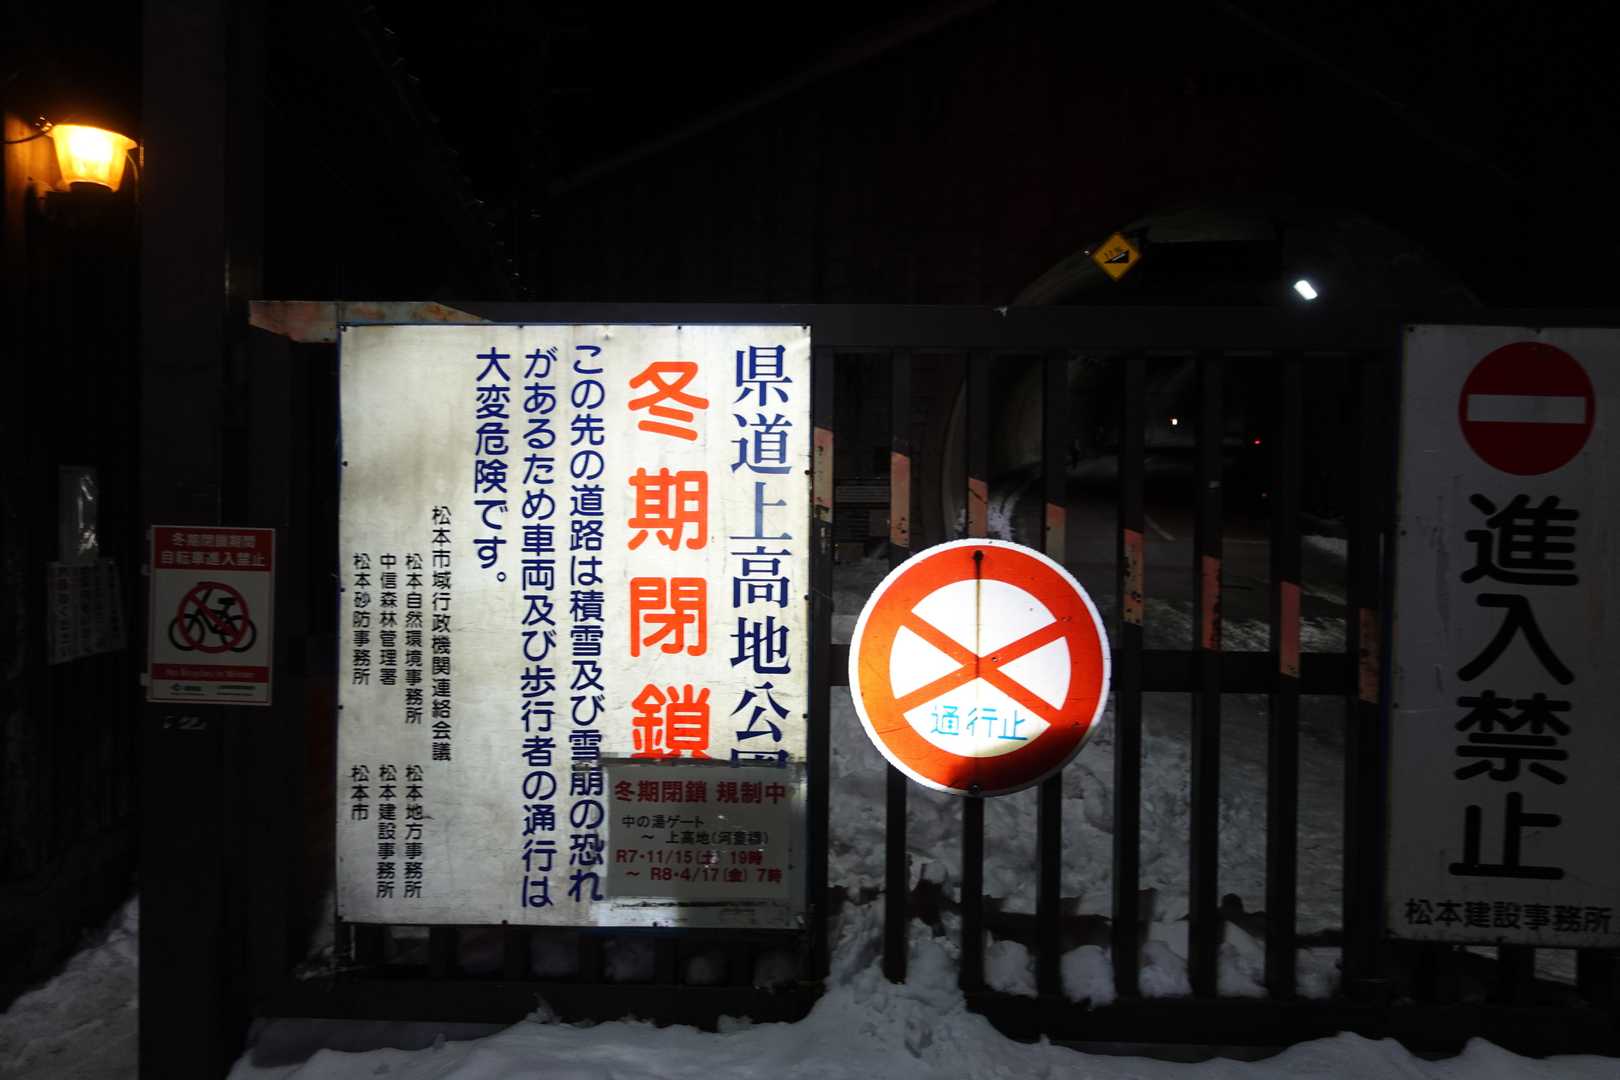 県道上高地公園
冬期閉鎖
この先の道路は積雪及び雪崩の恐れ
があるため車両及び歩行者の通行は
大変危険です。
松本市域行政機関連絡会議
松本自然環境事務所
松本地方事務所
中信森林管理署
松本建設事務所
松本砂防事務所
松本市
冬期閉鎖 規制中
中の湯ゲート
～ 上高地(河童橋)
R7・11/15(土) 19時
～ R8・4/17(金) 7時
通行止
進入禁止
松本建設事務所
冬期閉鎖期間
自転車進入禁止
No Bicycles in Winter
11%